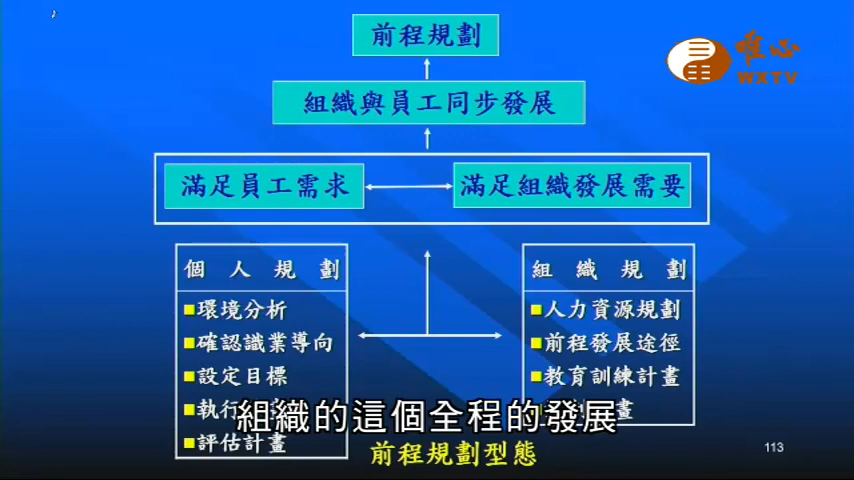 前程規劃
唯心
WXTV
組織與員工同步發展
滿足員工需求
滿足組織發展需要
個人規劃
環境分析
確認識業導向
設定目標
執行
評估計畫
組織規劃
人力資源規劃
前程發展途徑
教育訓練計畫
畫
組織的這個全程的發展
前程規劃型態
113